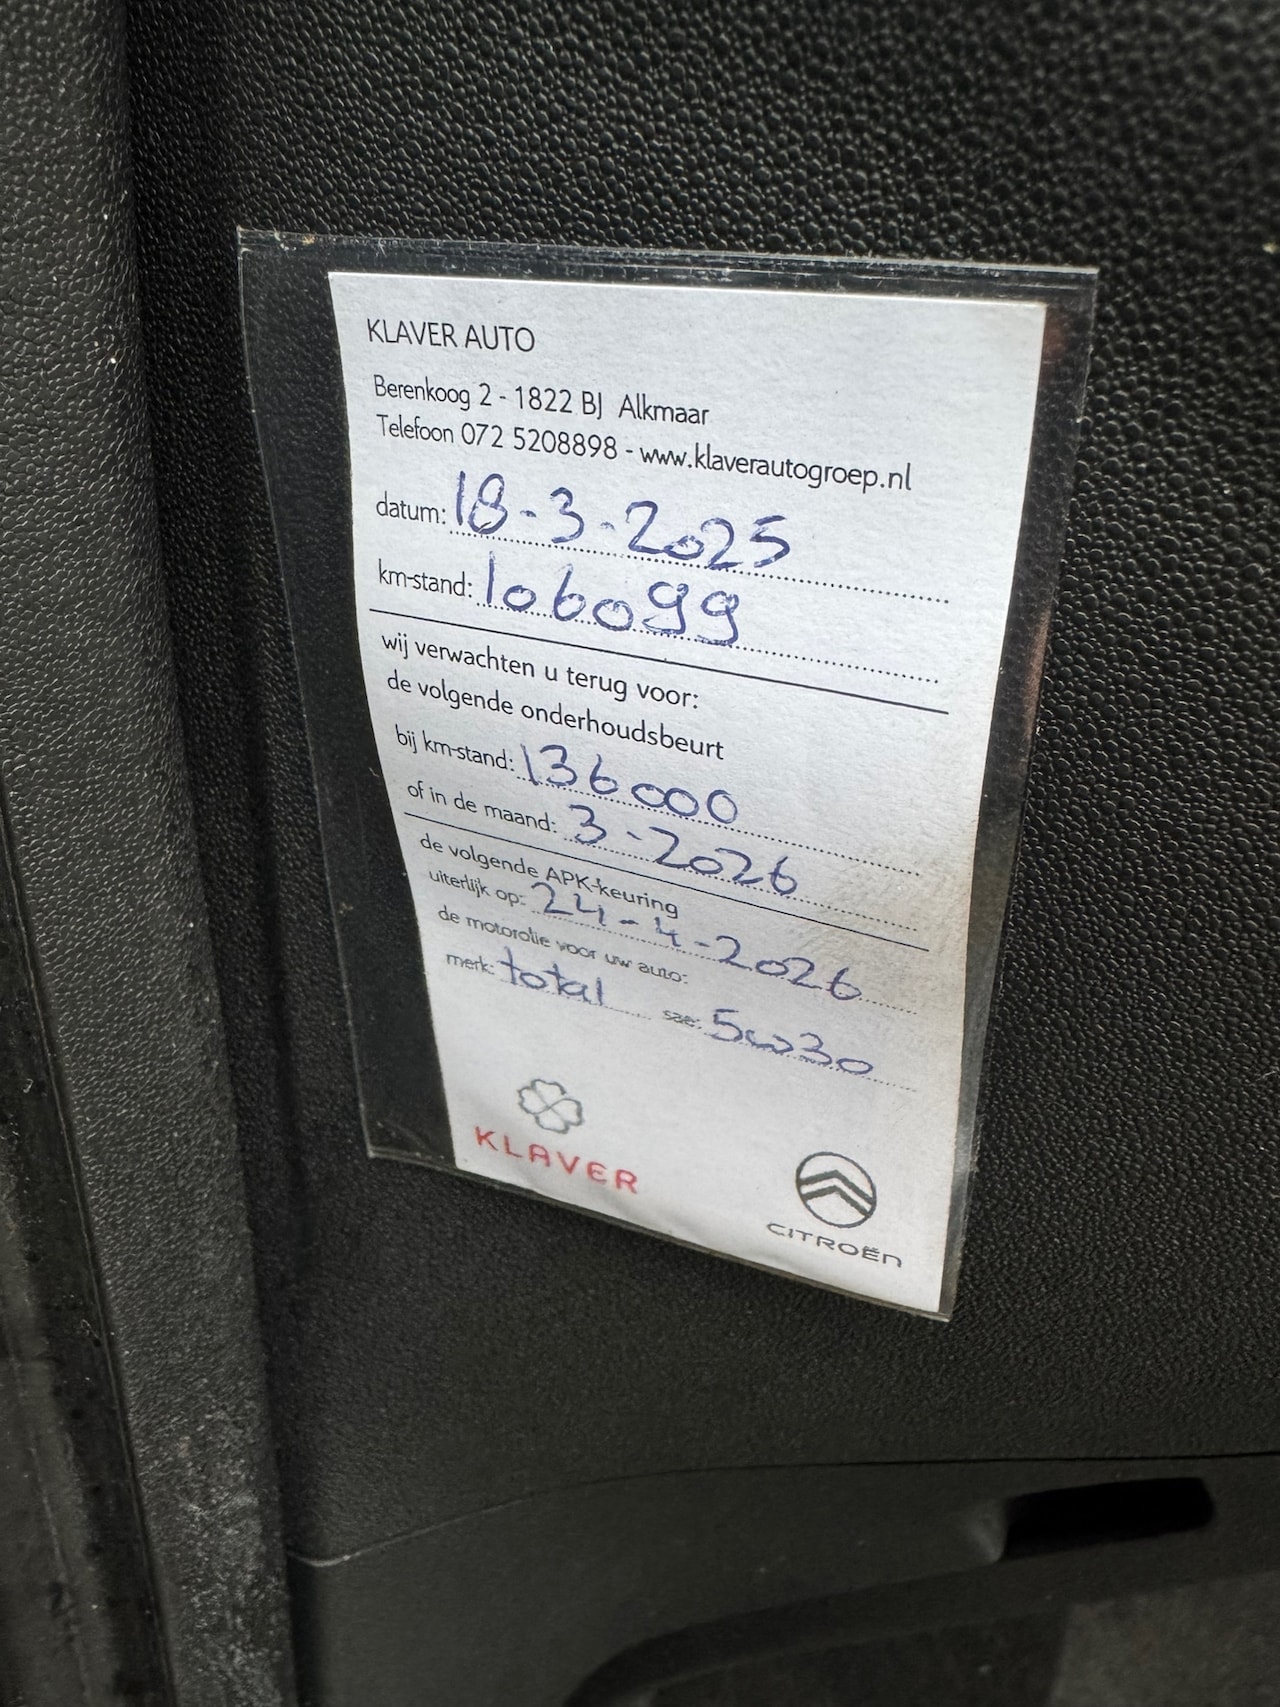 KLAVER AUTO
Berenkoog 2 - 1822 BJ Alkmaar
Telefoon 072 5208898 - www.klaverautogroep.nl
datum: 18-3-2025
km-stand: 106099
wij verwachten u terug voor:
de volgende onderhoudsbeurt
bij km-stand: 136000
of in de maand: 3-2026
de volgende APK-keuring
uiterlijk op: 24-4-2026
de motorolie voor uw auto:
merk: total sae: 5w30
KLAVER
CITROËN